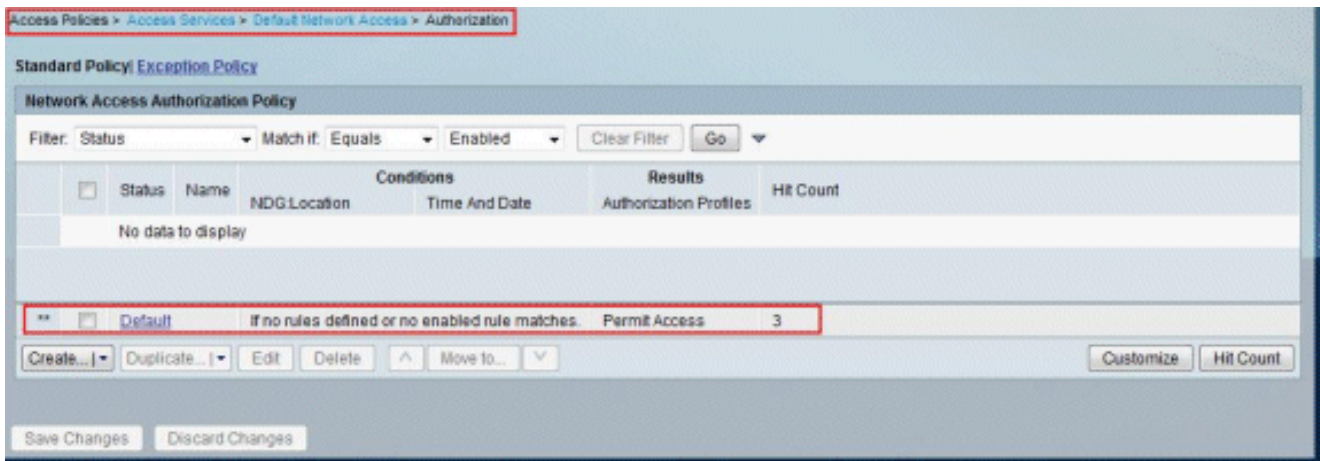 Access Policies > Access Services > Default Network Access > Authorization
Standard Policy| Exception Policy
Network Access Authorization Policy
Filter: Status Match if: Equals Enabled Clear Filter Go
Conditions Results
Status Name NDG:Location Time And Date Authorization Profiles Hit Count
No data to display
** Default If no rules defined or no enabled rule matches. Permit Access 3
Create... | Duplicate... | Edit Delete ^ Move to... V Customize Hit Count
Save Changes Discard Changes